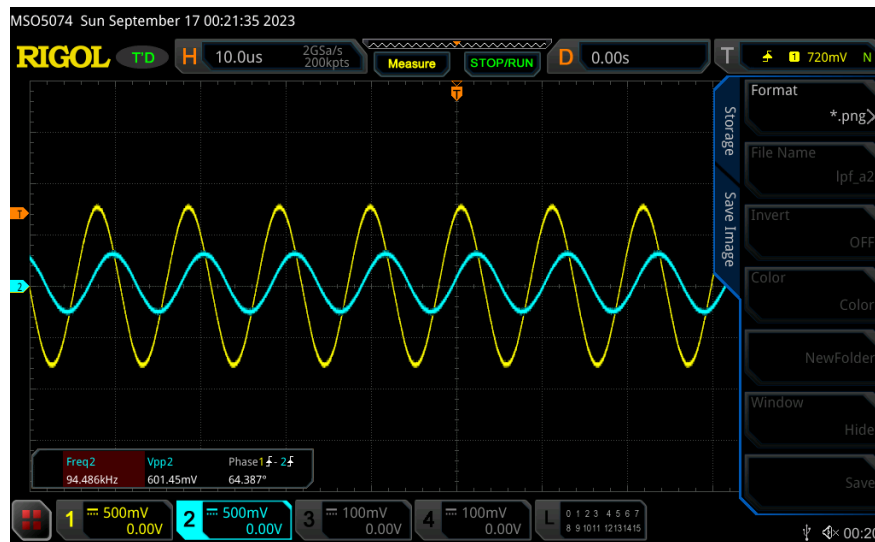 MSO5074 Sun September 17 00:21:35 2023
RIGOL T'D H 10.0us 2GSa/s 200kpts Measure STOP/RUN D 0.00s T 1 720mV N
T
Storage
Save Image
Format
*.png
File Name
lpf_a2
Invert
OFF
Color
Color
NewFolder
Window
Hide
Save
T
2
Freq2 Vpp2 Phase1-2
94.486kHz 601.45mV 64.387°
1 500mV 0.00V
2 500mV 0.00V
3 100mV 0.00V
4 100mV 0.00V
L 0 1 2 3 4 5 6 7
8 9 10 11 12 13 14 15
00:20